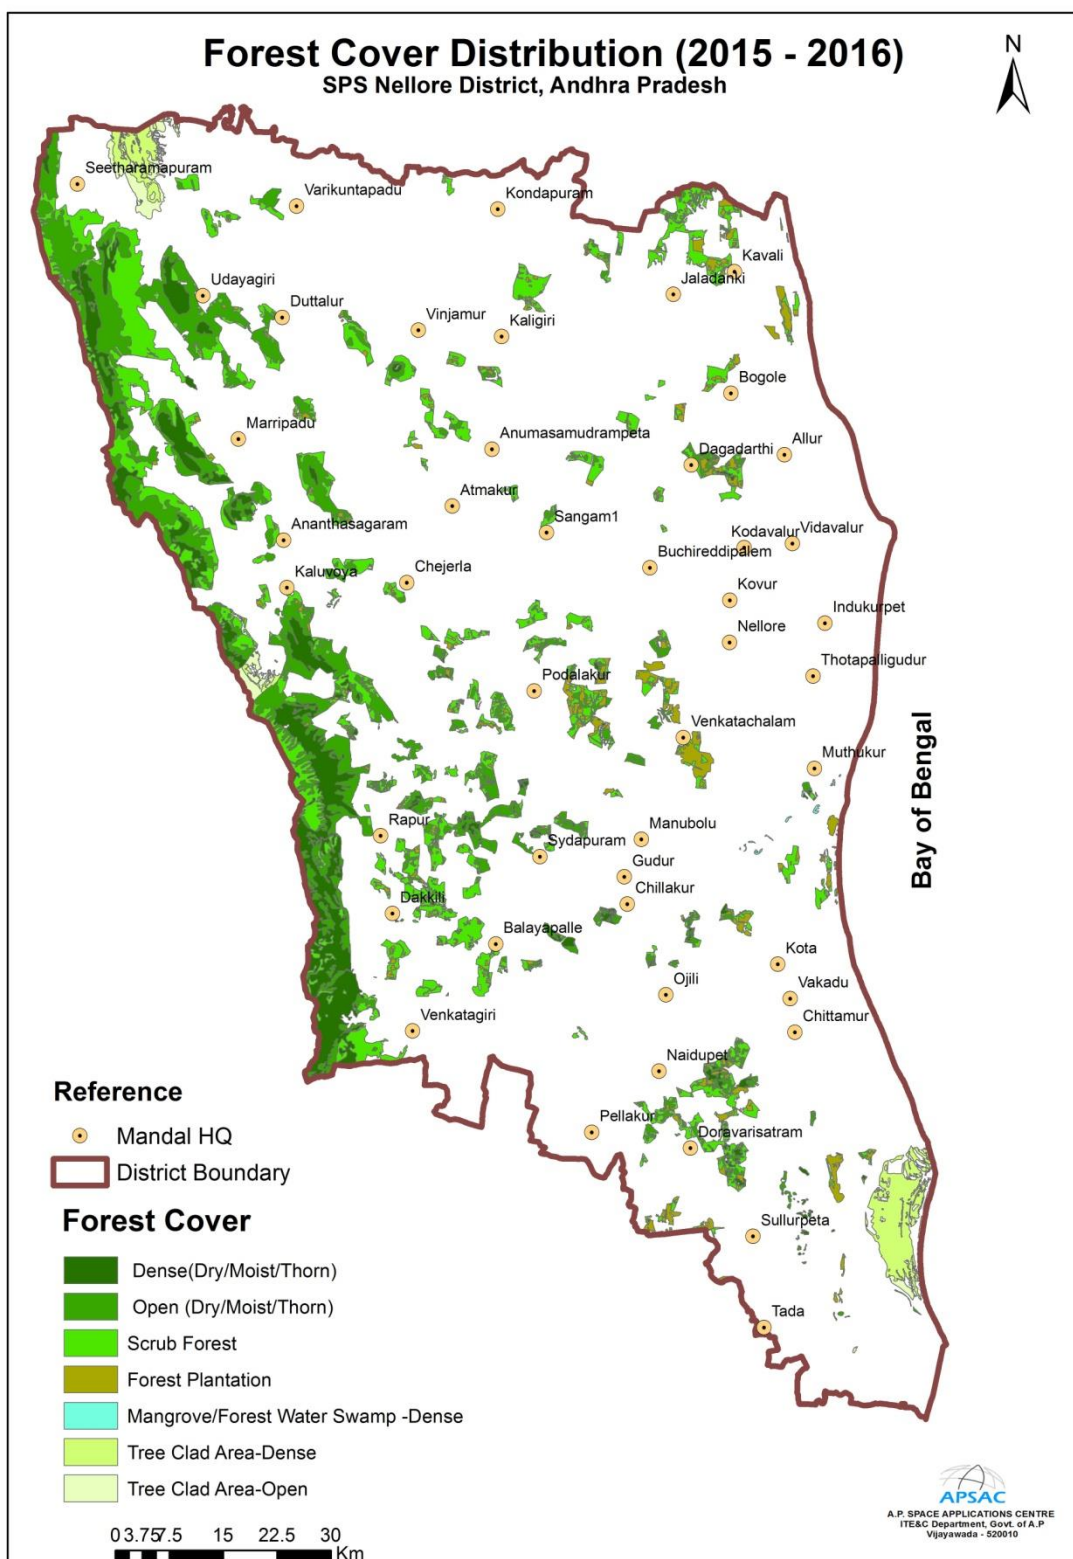 Forest Cover Distribution (2015 - 2016)
SPS Nellore District, Andhra Pradesh
N
Seetharamapuram
Varikuntapadu
Kondapuram
Kavali
Jaladanki
Udayagiri
Duttalur
Vinjamur
Kaligiri
Bogole
Marripadu
Anumasamudrampeta
Dagadarthi
Allur
Atmakur
Sangam1
Ananthasagaram
Kodavalur
Vidavalur
Buchireddipalem
Kaluvoya
Chejerla
Kovur
Indukurpet
Nellore
Thotapalligudur
Podalakur
Venkatachalam
Muthukur
Bay of Bengal
Rapur
Sydapuram
Manubolu
Gudur
Chillakur
Dakkili
Balayapalle
Kota
Ojili
Vakadu
Venkatagiri
Chittamur
Naidupet
Pellakur
Doravarisatram
Sullurpeta
Tada
Reference
Mandal HQ
District Boundary
Forest Cover
Dense(Dry/Moist/Thorn)
Open (Dry/Moist/Thorn)
Scrub Forest
Forest Plantation
Mangrove/Forest Water Swamp -Dense
Tree Clad Area-Dense
Tree Clad Area-Open
0 3.75 7.5 15 22.5 30
Km
APSAC
A.P. SPACE APPLICATIONS CENTRE
ITE&C Department, Govt. of A.P
Vijayawada - 520010